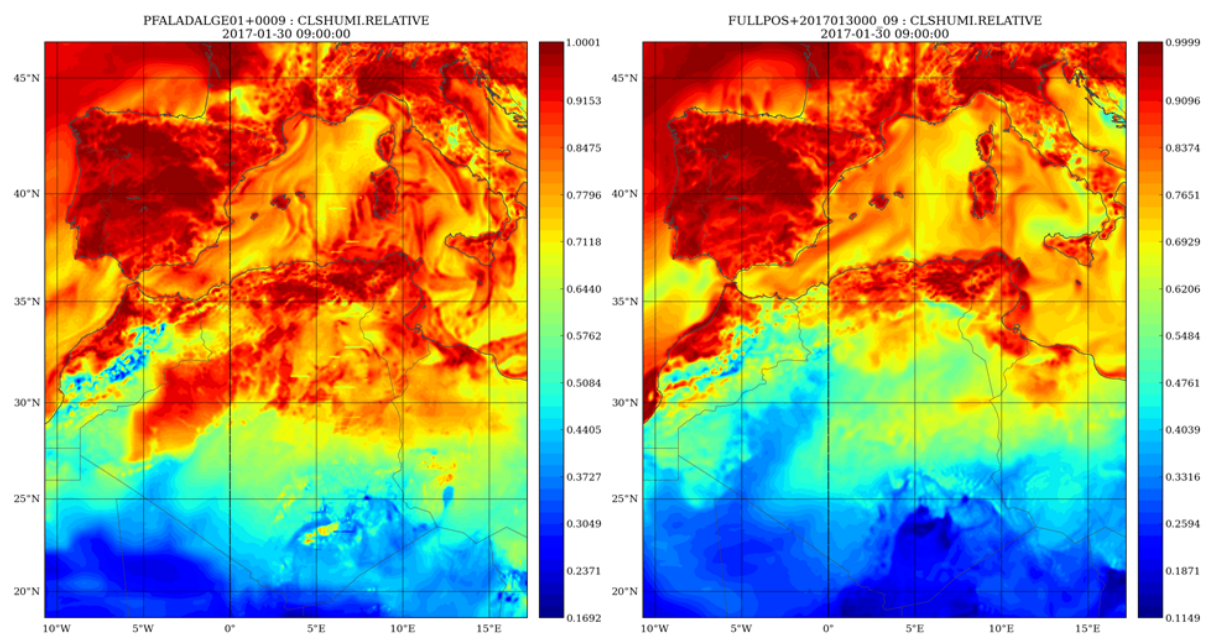 PFALADALGE01+0009 : CLSHUMI.RELATIVE
2017-01-30 09:00:00
45°N
40°N
35°N
30°N
25°N
20°N
10°W
5°W
0°
5°E
10°E
15°E
1.0001
0.9153
0.8475
0.7796
0.7118
0.6440
0.5762
0.5084
0.4405
0.3727
0.3049
0.2371
0.1692
FULLPOS+2017013000_09 : CLSHUMI.RELATIVE
2017-01-30 09:00:00
45°N
40°N
35°N
30°N
25°N
20°N
10°W
5°W
0°
5°E
10°E
15°E
0.9999
0.9096
0.8374
0.7651
0.6929
0.6206
0.5484
0.4761
0.4039
0.3316
0.2594
0.1871
0.1149